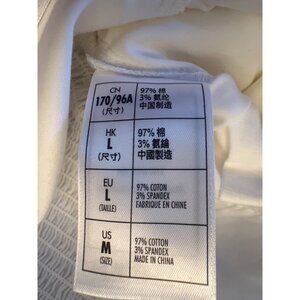 CN
170/96A
(尺寸)
97% 棉
3% 氨纶
中国制造
HK
L
(尺寸)
97% 棉
3% 氨綸
中國製造
EU
L
(TAILLE)
97% COTTON
3% SPANDEX
FABRIQUE EN CHINE
US
M
(SIZE)
97% COTTON
3% SPANDEX
MADE IN CHINA